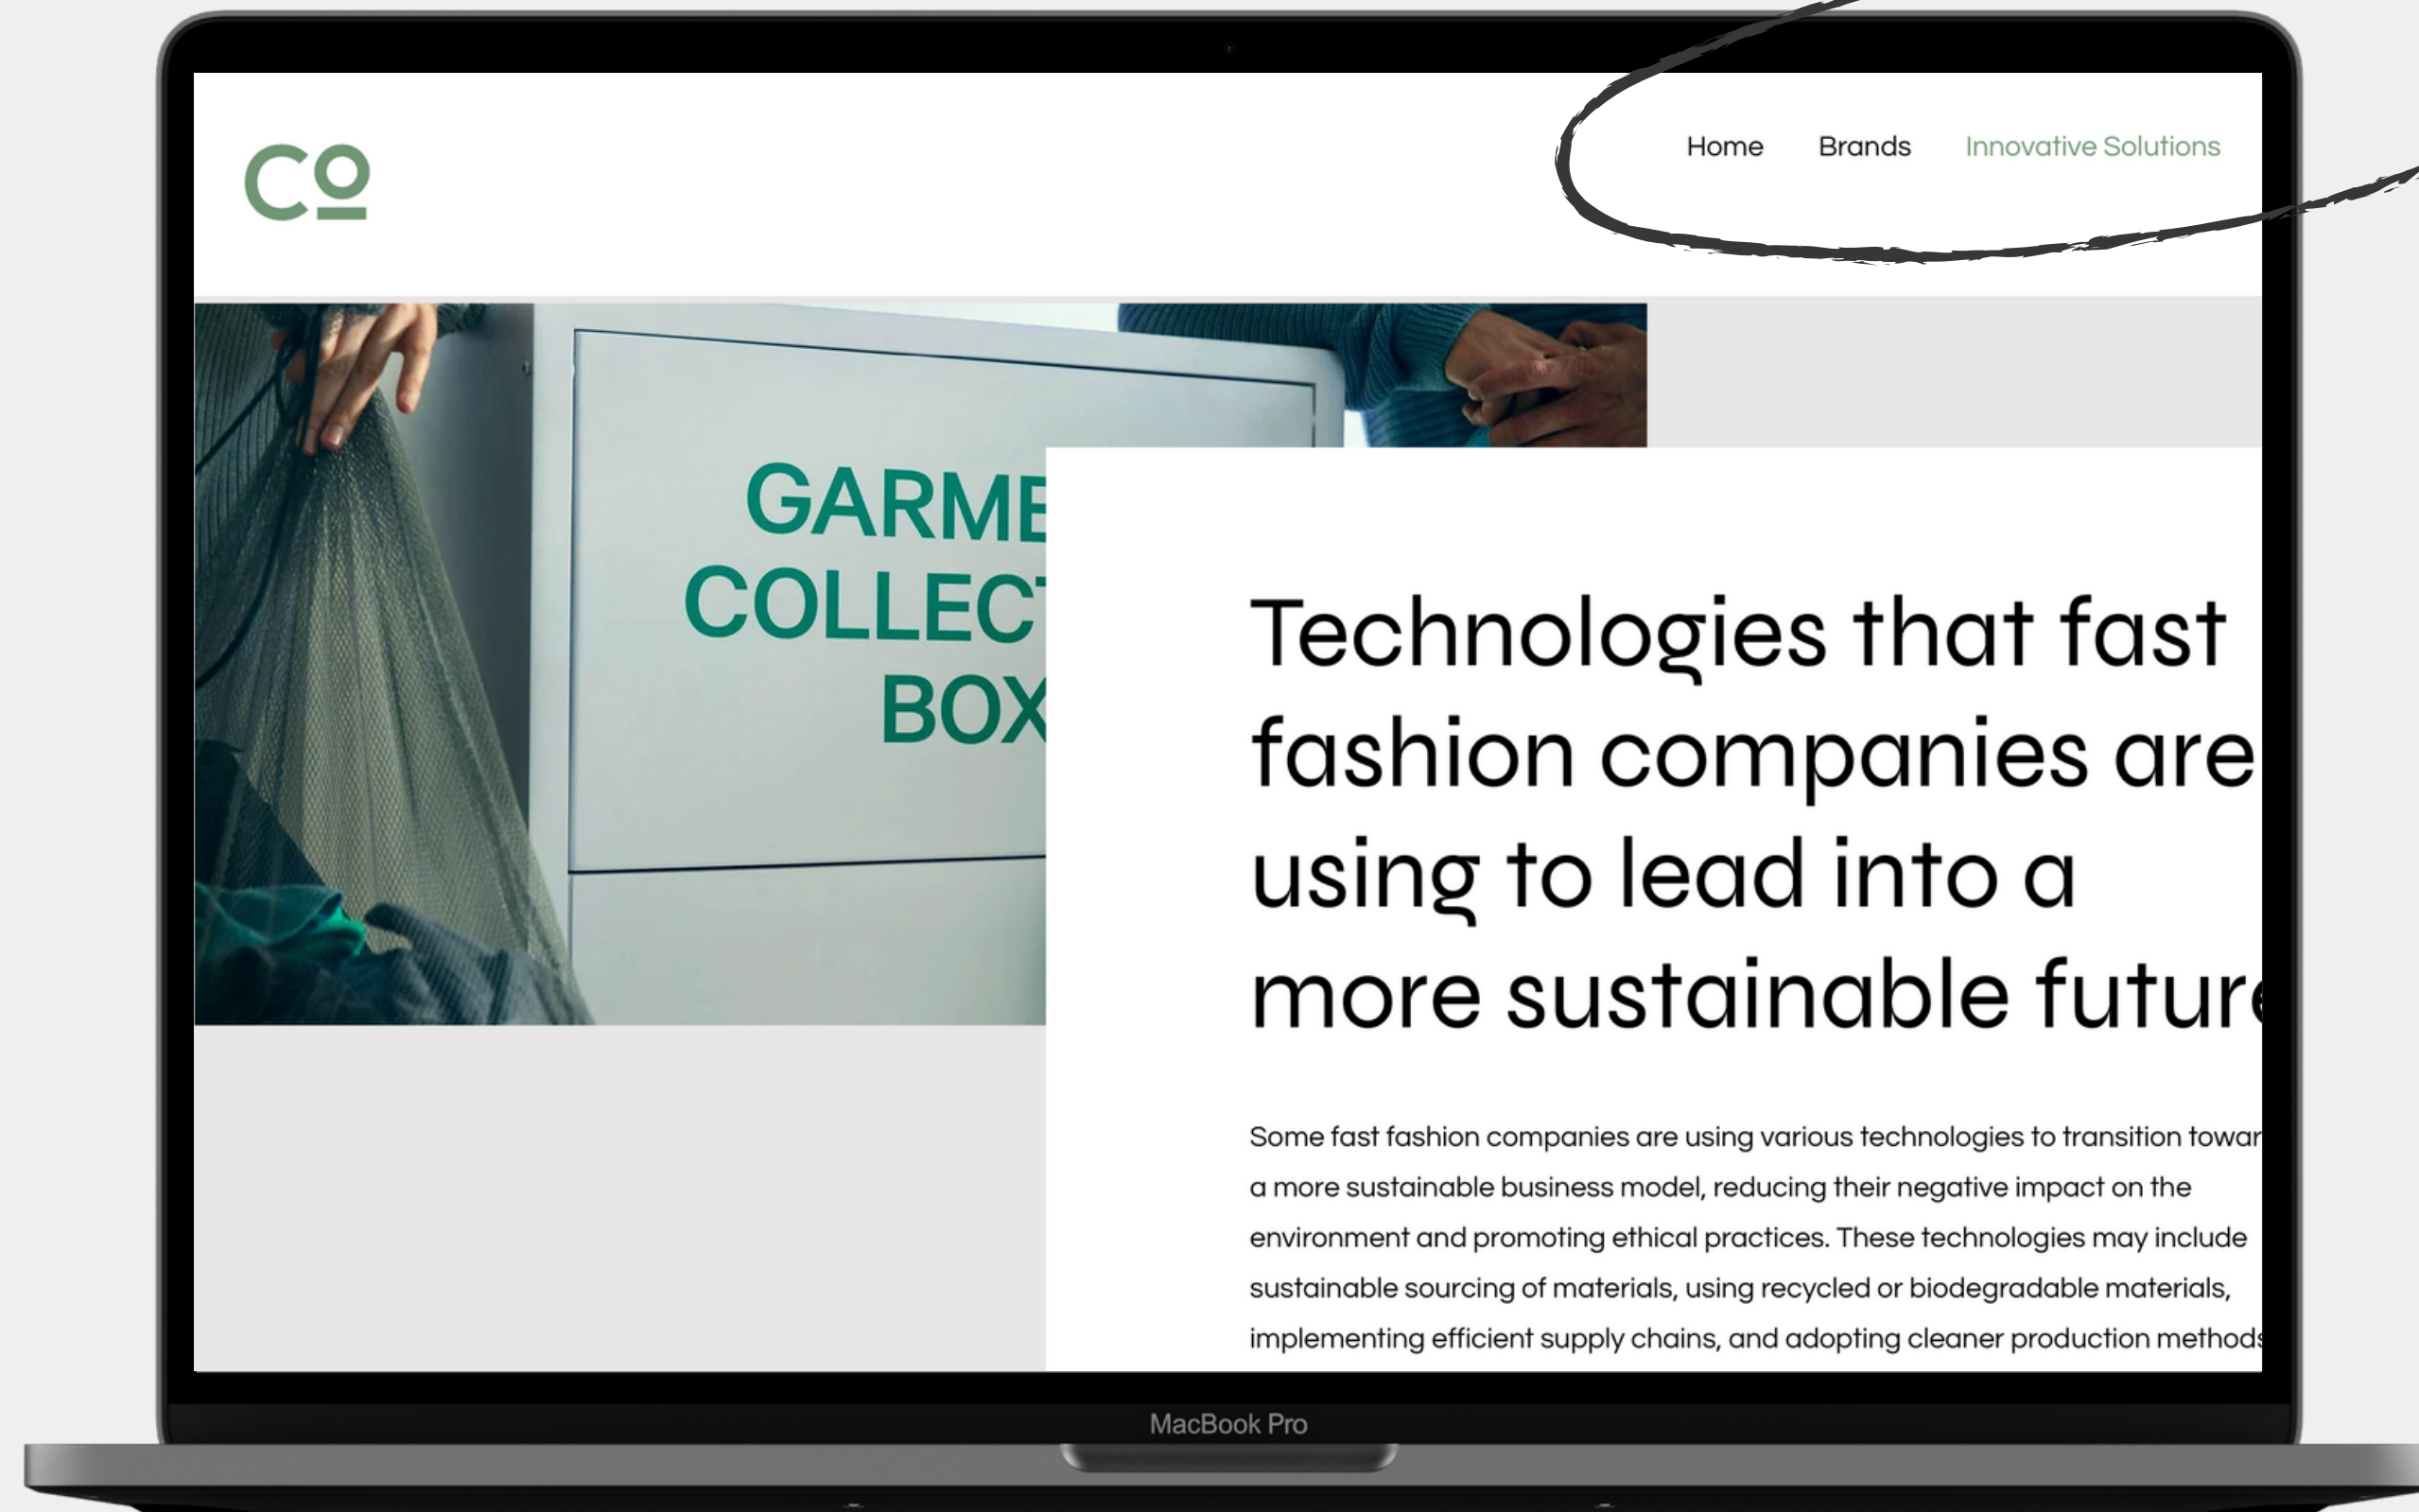 Co
Home Brands Innovative Solutions
GARME
COLLECT
BOX
Technologies that fast
fashion companies are
using to lead into a
more sustainable future
Some fast fashion companies are using various technologies to transition towar
a more sustainable business model, reducing their negative impact on the
environment and promoting ethical practices. These technologies may include
sustainable sourcing of materials, using recycled or biodegradable materials,
implementing efficient supply chains, and adopting cleaner production methods
MacBook Pro